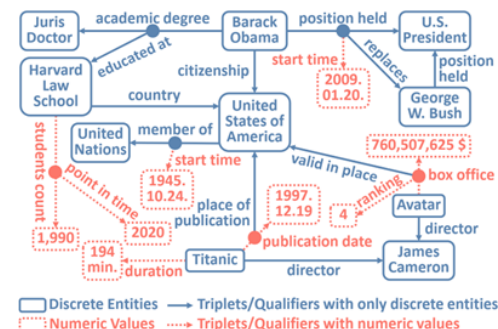 Juris
Doctor
academic degree
Barack
Obama
position held
U.S.
President
educated at
start time
replaces
position
held
citizenship
2009.
01.20.
Harvard
Law
School
country
George
W. Bush
United
States of
America
United
Nations
member of
760,507,625 $
students count
start time
valid in place
box office
ranking
point in time
1945.
10.24.
place of
publication
1997.
12.19
4
Avatar
1,990
2020
publication date
director
194
min.
duration
Titanic
director
James
Cameron
Discrete Entities
Triplets/Qualifiers with only discrete entities
Numeric Values
Triplets/Qualifiers with numeric values